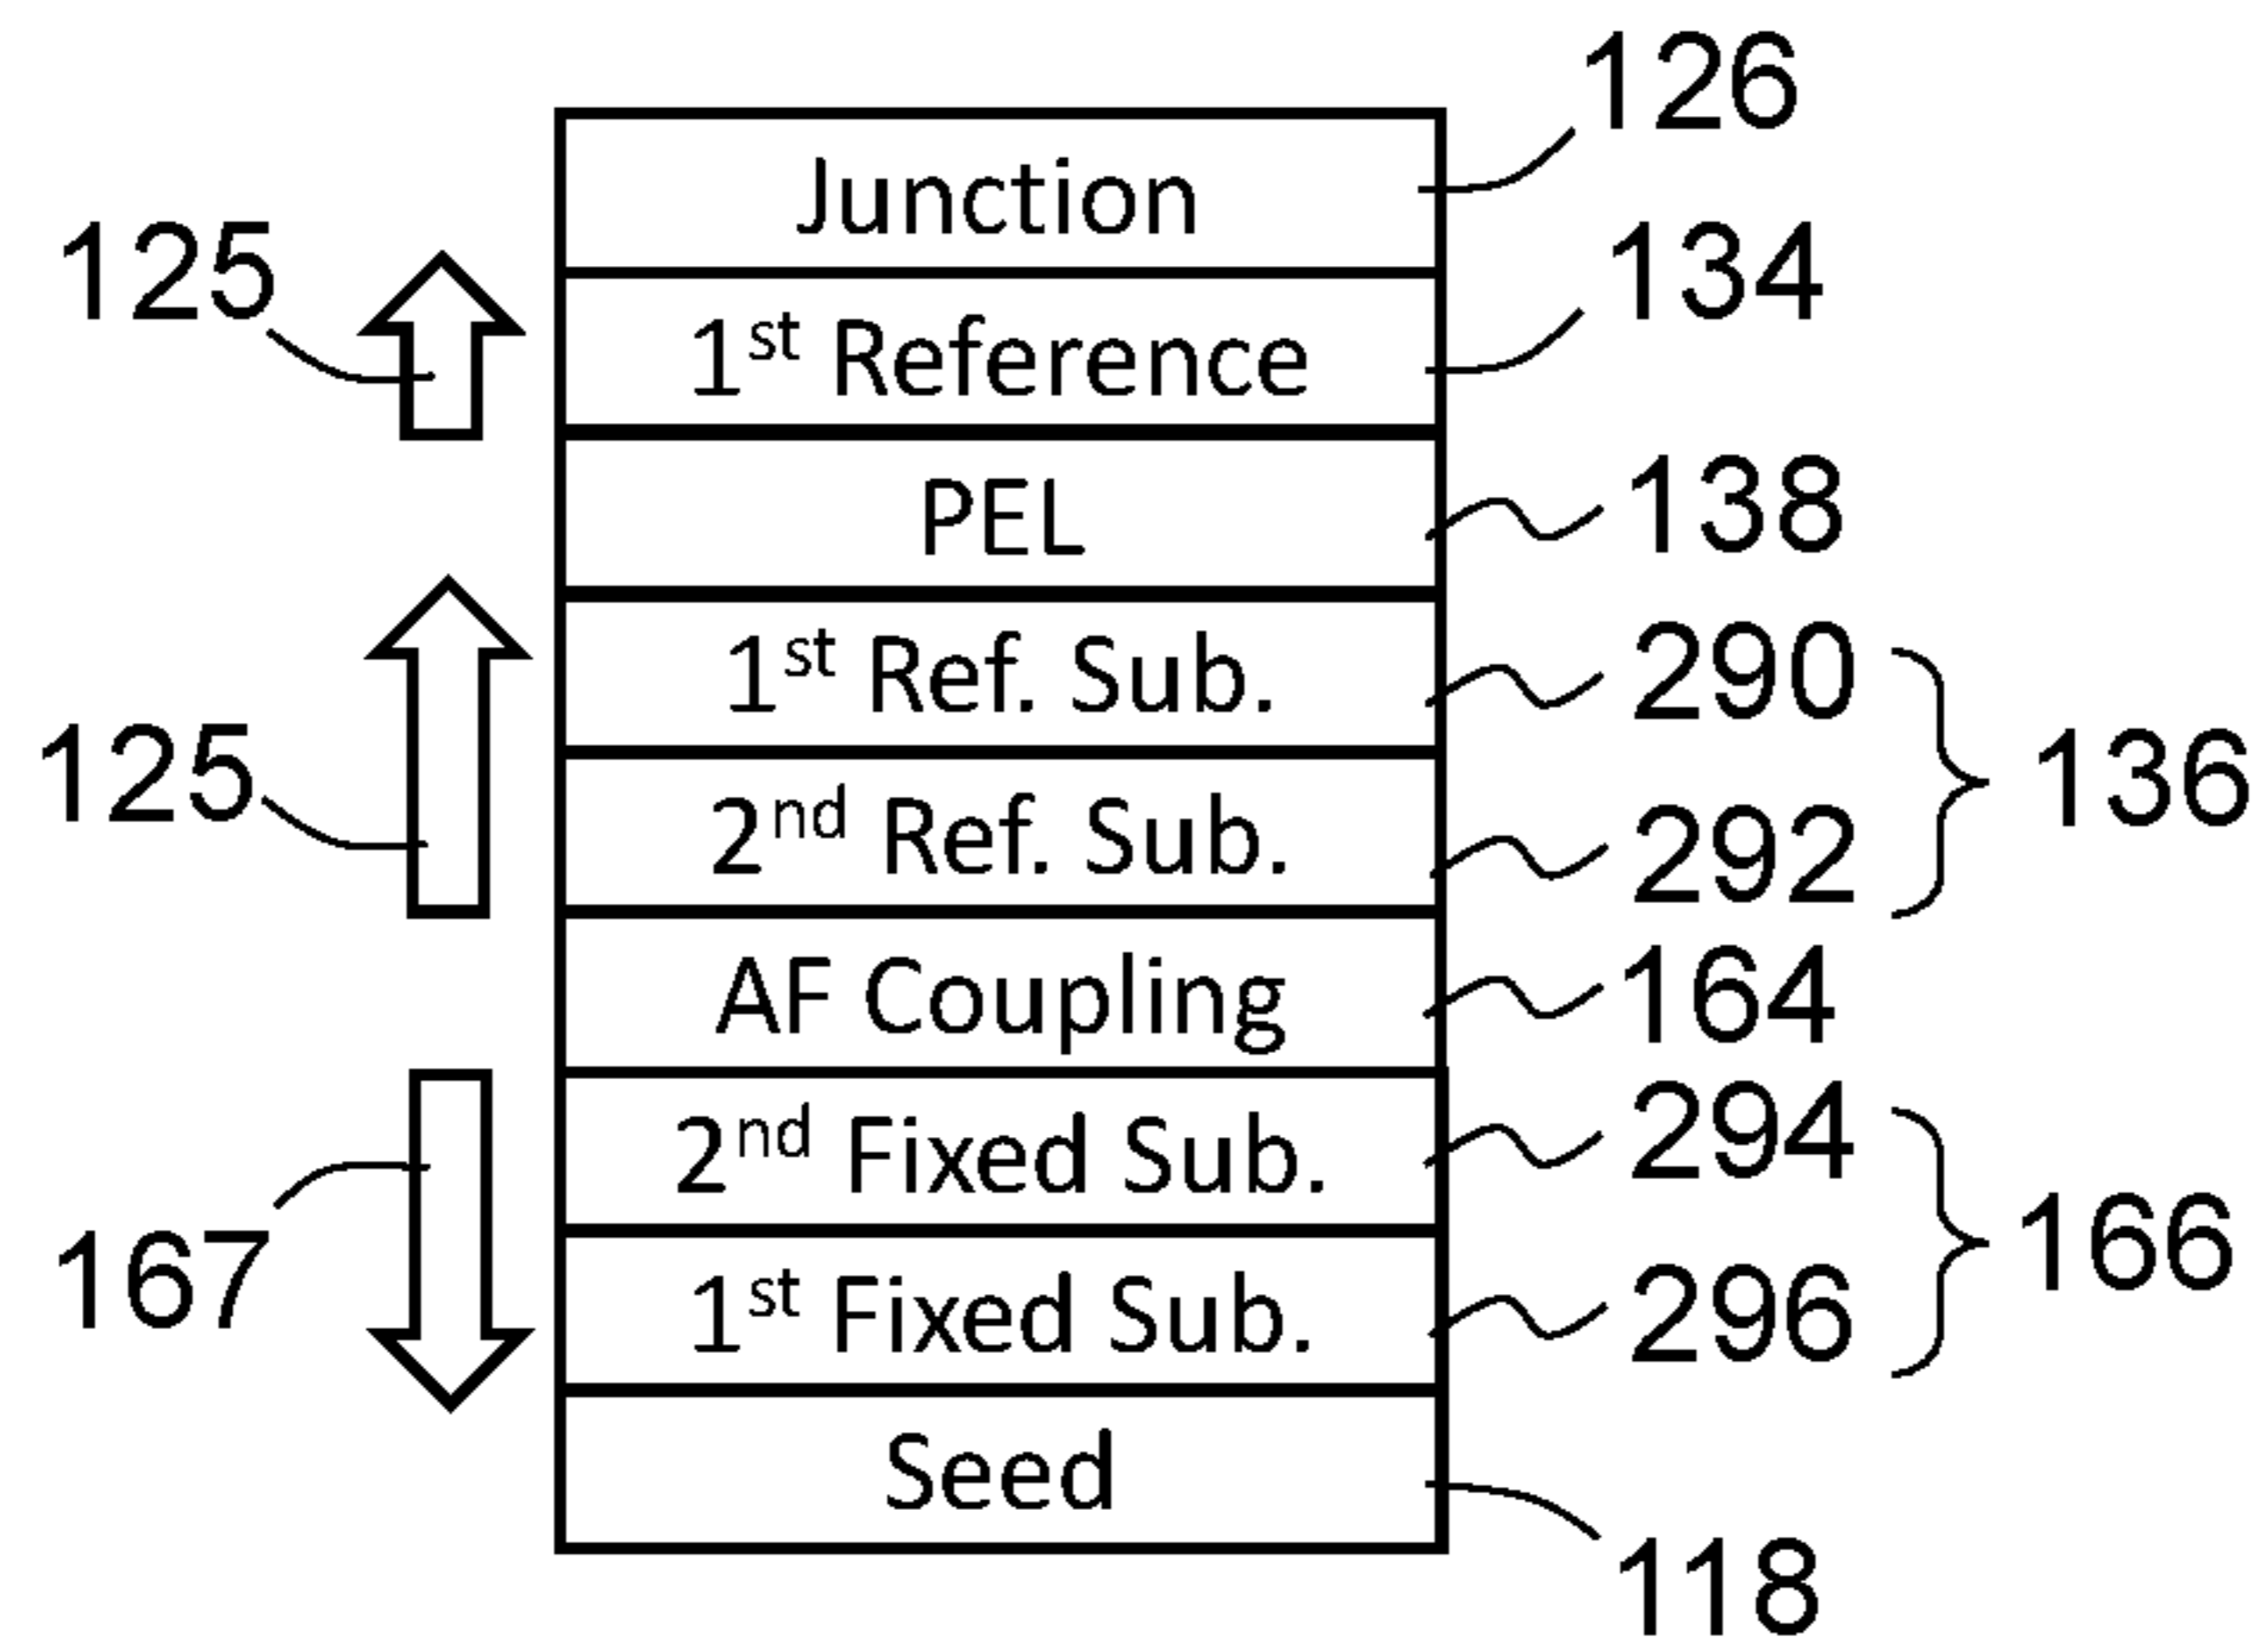 126
Junction
125
134
1st Reference
PEL
138
1st Ref. Sub.
290
125
136
2nd Ref. Sub.
292
AF Coupling
164
2nd Fixed Sub.
294
167
166
1st Fixed Sub.
296
Seed
118